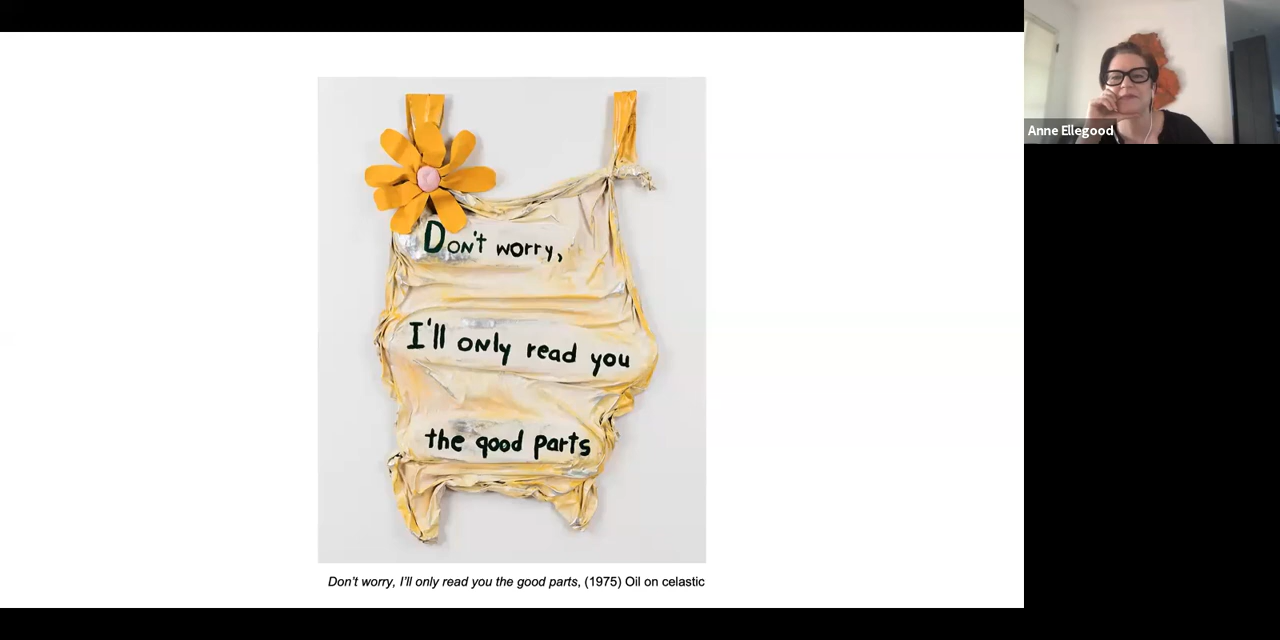 Don't worry,
I'll only read you
the good parts
Don't worry, I'll only read you the good parts, (1975) Oil on celastic
Anne Ellegood